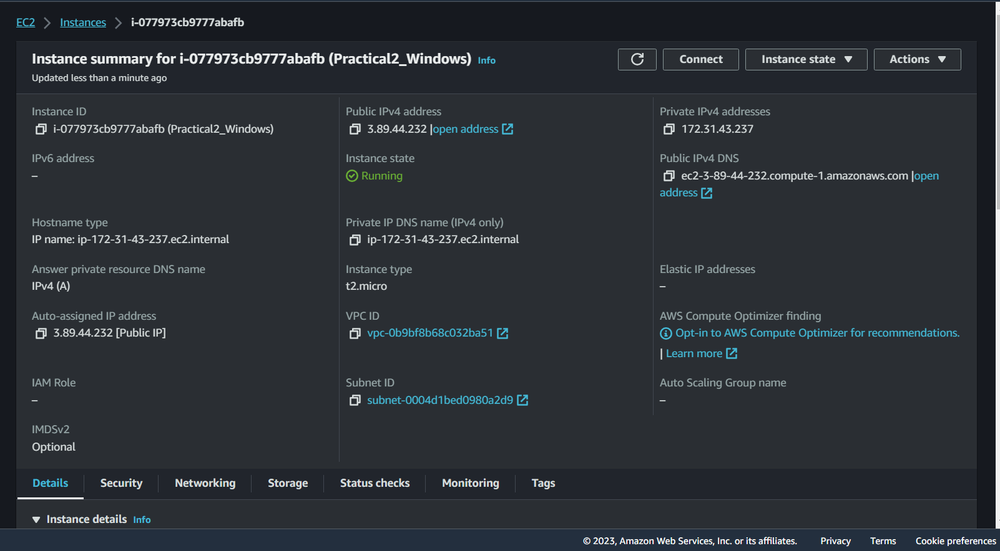 EC2 > Instances > i-077973cb9777abafb
Instance summary for i-077973cb9777abafb (Practical2_Windows) Info
Updated less than a minute ago
Connect
Instance state
Actions
Instance ID
i-077973cb9777abafb (Practical2_Windows)
Public IPv4 address
3.89.44.232 |open address
Private IPv4 addresses
172.31.43.237
IPv6 address
–
Instance state
Running
Public IPv4 DNS
ec2-3-89-44-232.compute-1.amazonaws.com |open
address
Hostname type
IP name: ip-172-31-43-237.ec2.internal
Private IP DNS name (IPv4 only)
ip-172-31-43-237.ec2.internal
Answer private resource DNS name
IPv4 (A)
Instance type
t2.micro
Elastic IP addresses
–
Auto-assigned IP address
3.89.44.232 [Public IP]
VPC ID
vpc-0b9bf8b68c032ba51
AWS Compute Optimizer finding
Opt-in to AWS Compute Optimizer for recommendations.
| Learn more
IAM Role
–
Subnet ID
subnet-0004d1bed0980a2d9
Auto Scaling Group name
–
IMDSv2
Optional
Details
Security
Networking
Storage
Status checks
Monitoring
Tags
Instance details Info
© 2023, Amazon Web Services, Inc. or its affiliates.
Privacy
Terms
Cookie preferences